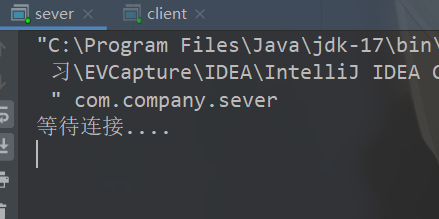 sever
client
"C:\Program Files\Java\jdk-17\bin\
习\EVCapture\IDEA\IntelliJ IDEA
" com.company.sever
等待连接....